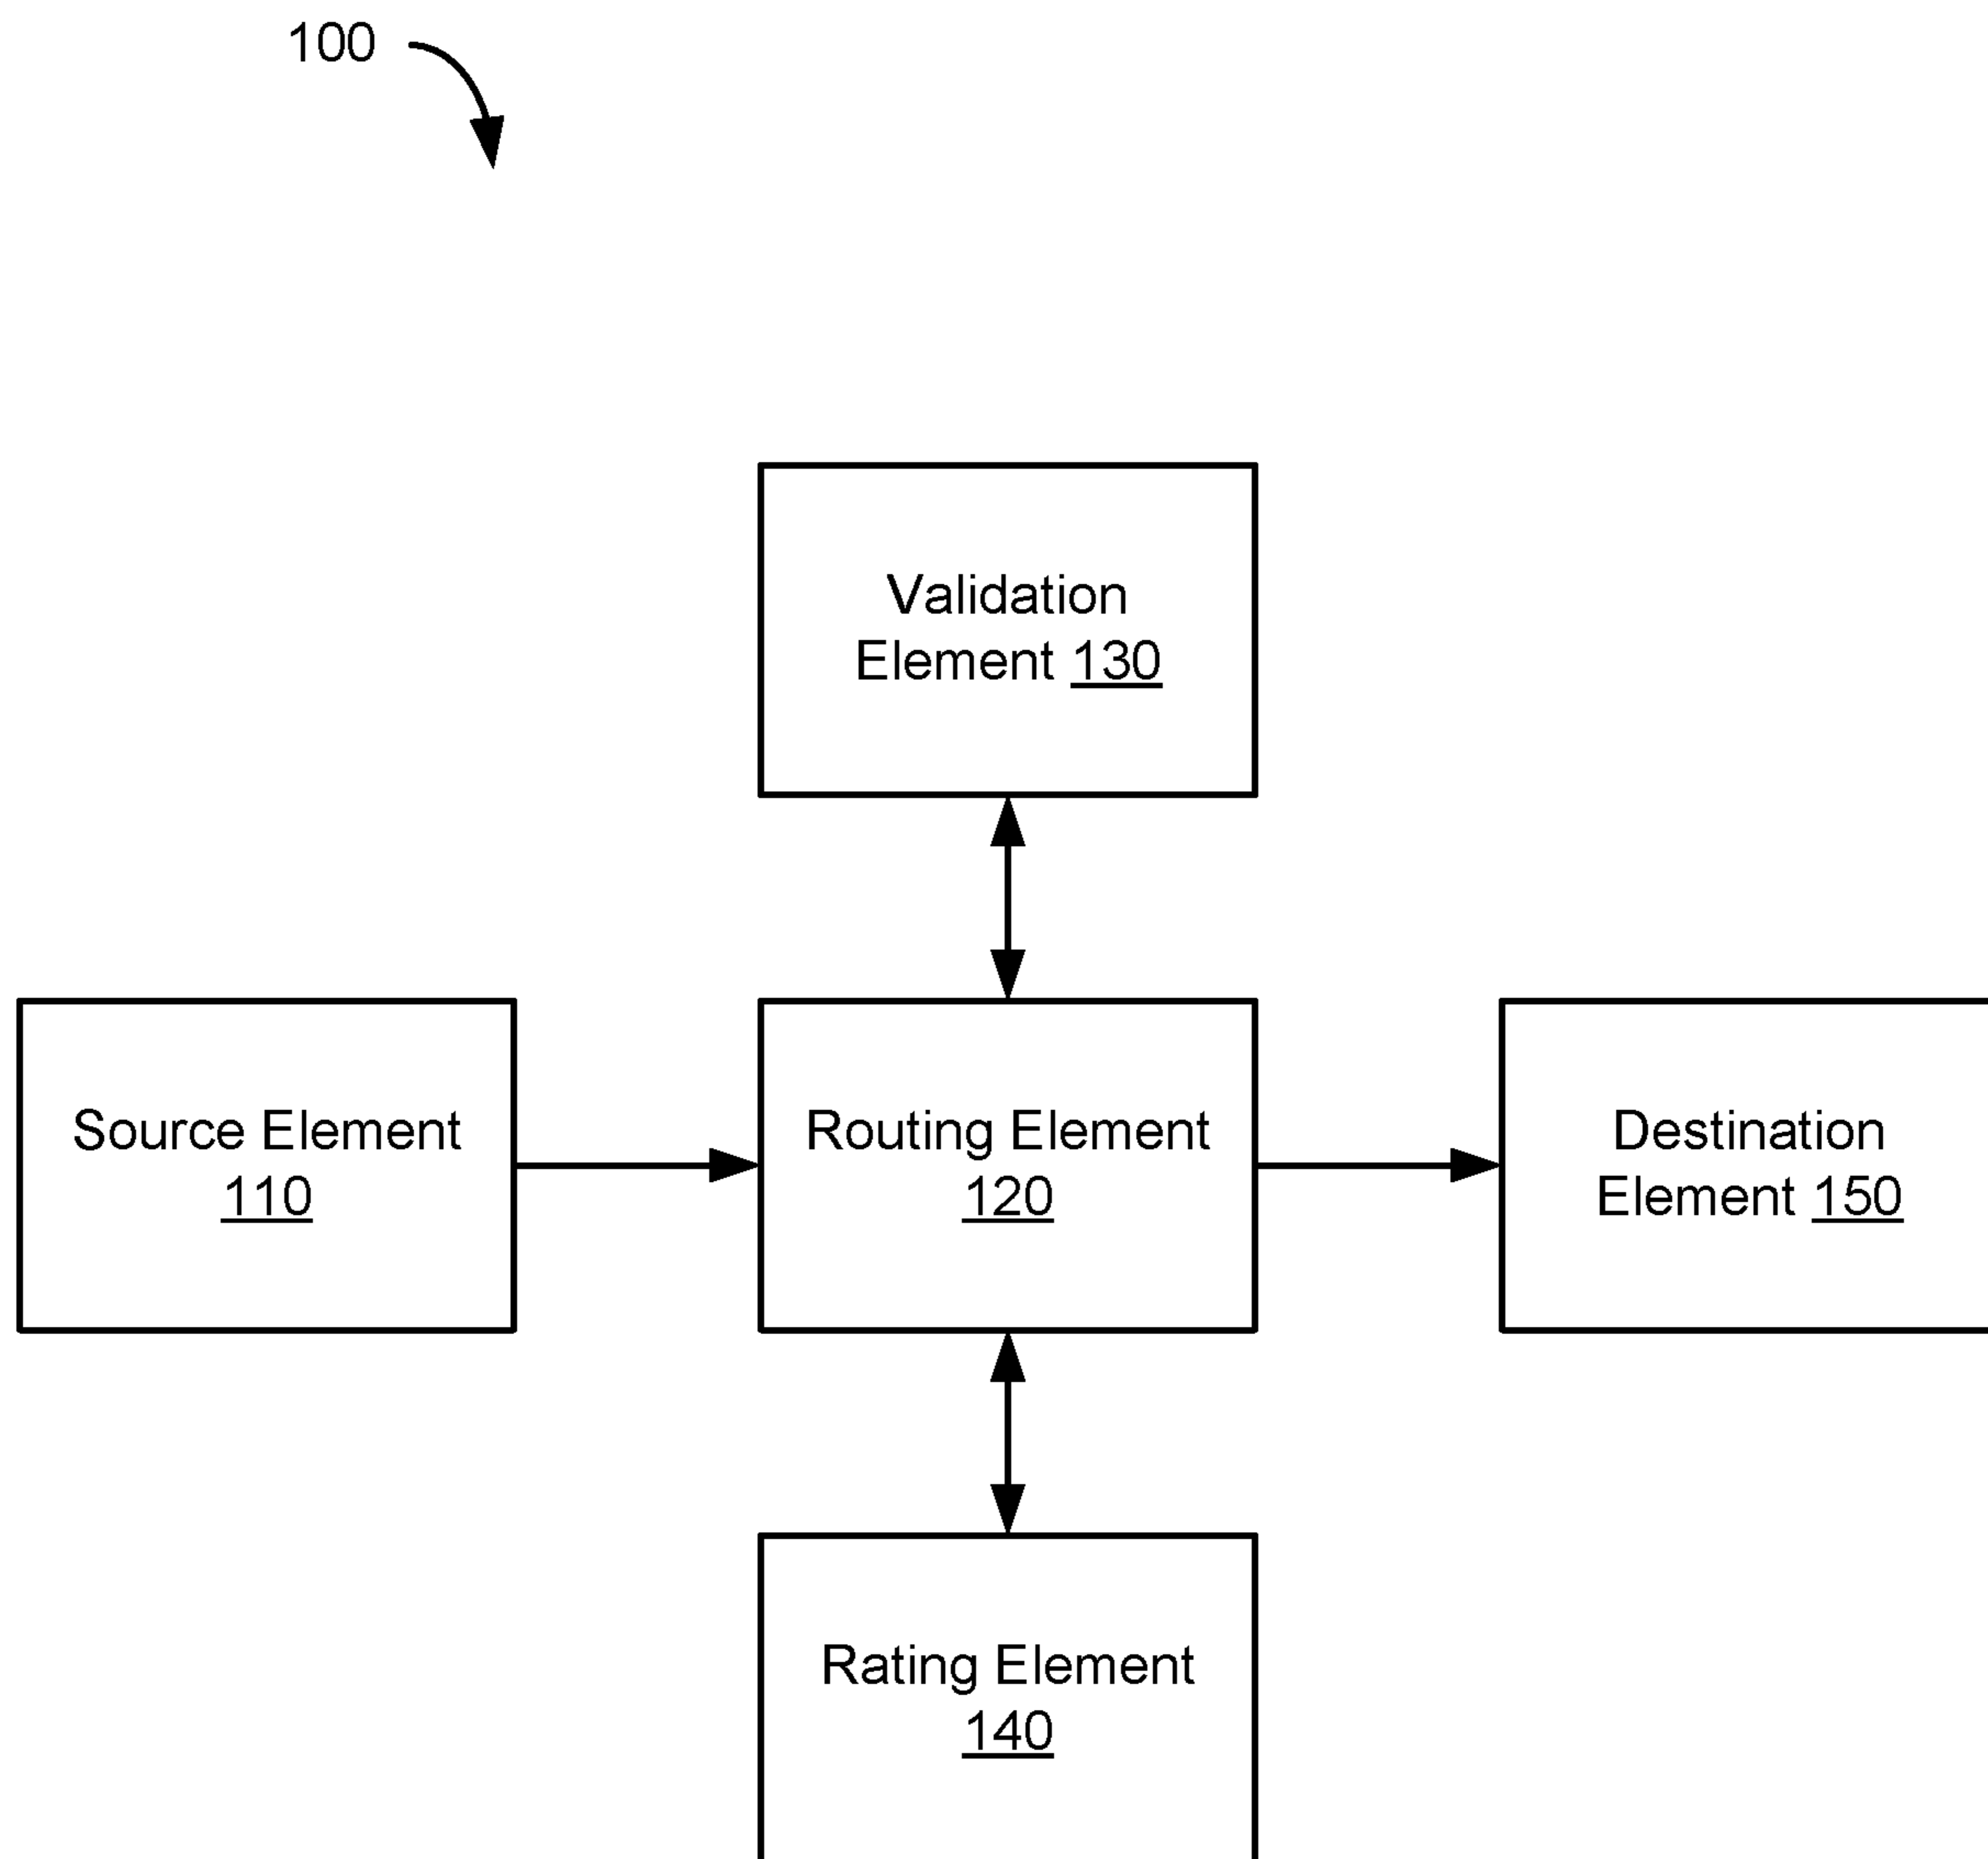 100
Validation
Element 130
Source Element
110
Routing Element
120
Destination
Element 150
Rating Element
140